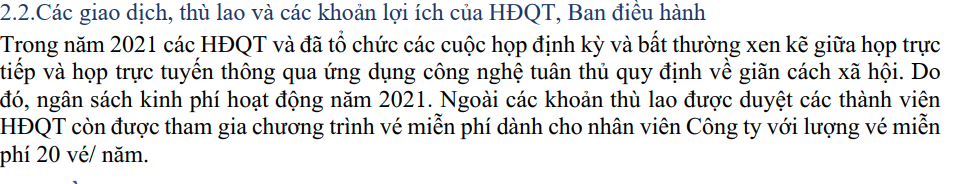 2.2.Các giao dịch, thù lao và các khoản lợi ích của HĐQT, Ban điều hành
Trong năm 2021 các HĐQT và đã tổ chức các cuộc họp định kỳ và bất thường xen kẽ giữa họp trực
tiếp và họp trực tuyến thông qua ứng dụng công nghệ tuân thủ quy định về giãn cách xã hội. Do
đó, ngân sách kinh phí hoạt động năm 2021. Ngoài các khoản thù lao được duyệt các thành viên
HĐQT còn được tham gia chương trình vé miễn phí dành cho nhân viên Công ty với lượng vé miễn
phí 20 vé/ năm.